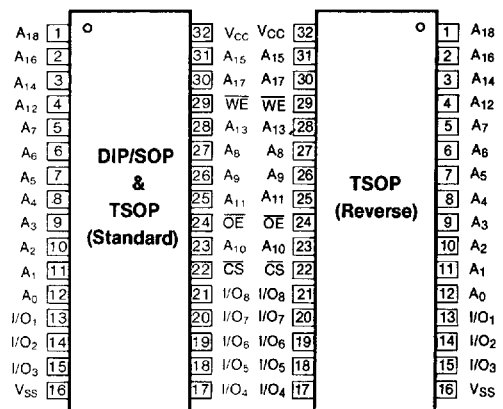 A₁₈ 1 32 VCC VCC 32 1 A₁₈
A₁₆ 2 31 A₁₅ A₁₅ 31 2 A₁₆
A₁₄ 3 30 A₁₇ A₁₇ 30 3 A₁₄
A₁₂ 4 29 W̅E̅ W̅E̅ 29 4 A₁₂
A₇ 5 28 A₁₃ A₁₃ 28 5 A₇
A₆ 6 27 A₈ A₈ 27 6 A₆
A₅ 7 26 A₉ A₉ 26 7 A₅
A₄ 8 25 A₁₁ A₁₁ 25 8 A₄
A₃ 9 24 O̅E̅ O̅E̅ 24 9 A₃
A₂ 10 23 A₁₀ A₁₀ 23 10 A₂
A₁ 11 22 C̅S̅ C̅S̅ 22 11 A₁
A₀ 12 21 I/O₈ I/O₈ 21 12 A₀
I/O₁ 13 20 I/O₇ I/O₇ 20 13 I/O₁
I/O₂ 14 19 I/O₆ I/O₆ 19 14 I/O₂
I/O₃ 15 18 I/O₅ I/O₅ 18 15 I/O₃
VSS 16 17 I/O₄ I/O₄ 17 16 VSS
DIP/SOP
&
TSOP
(Standard)
TSOP
(Reverse)